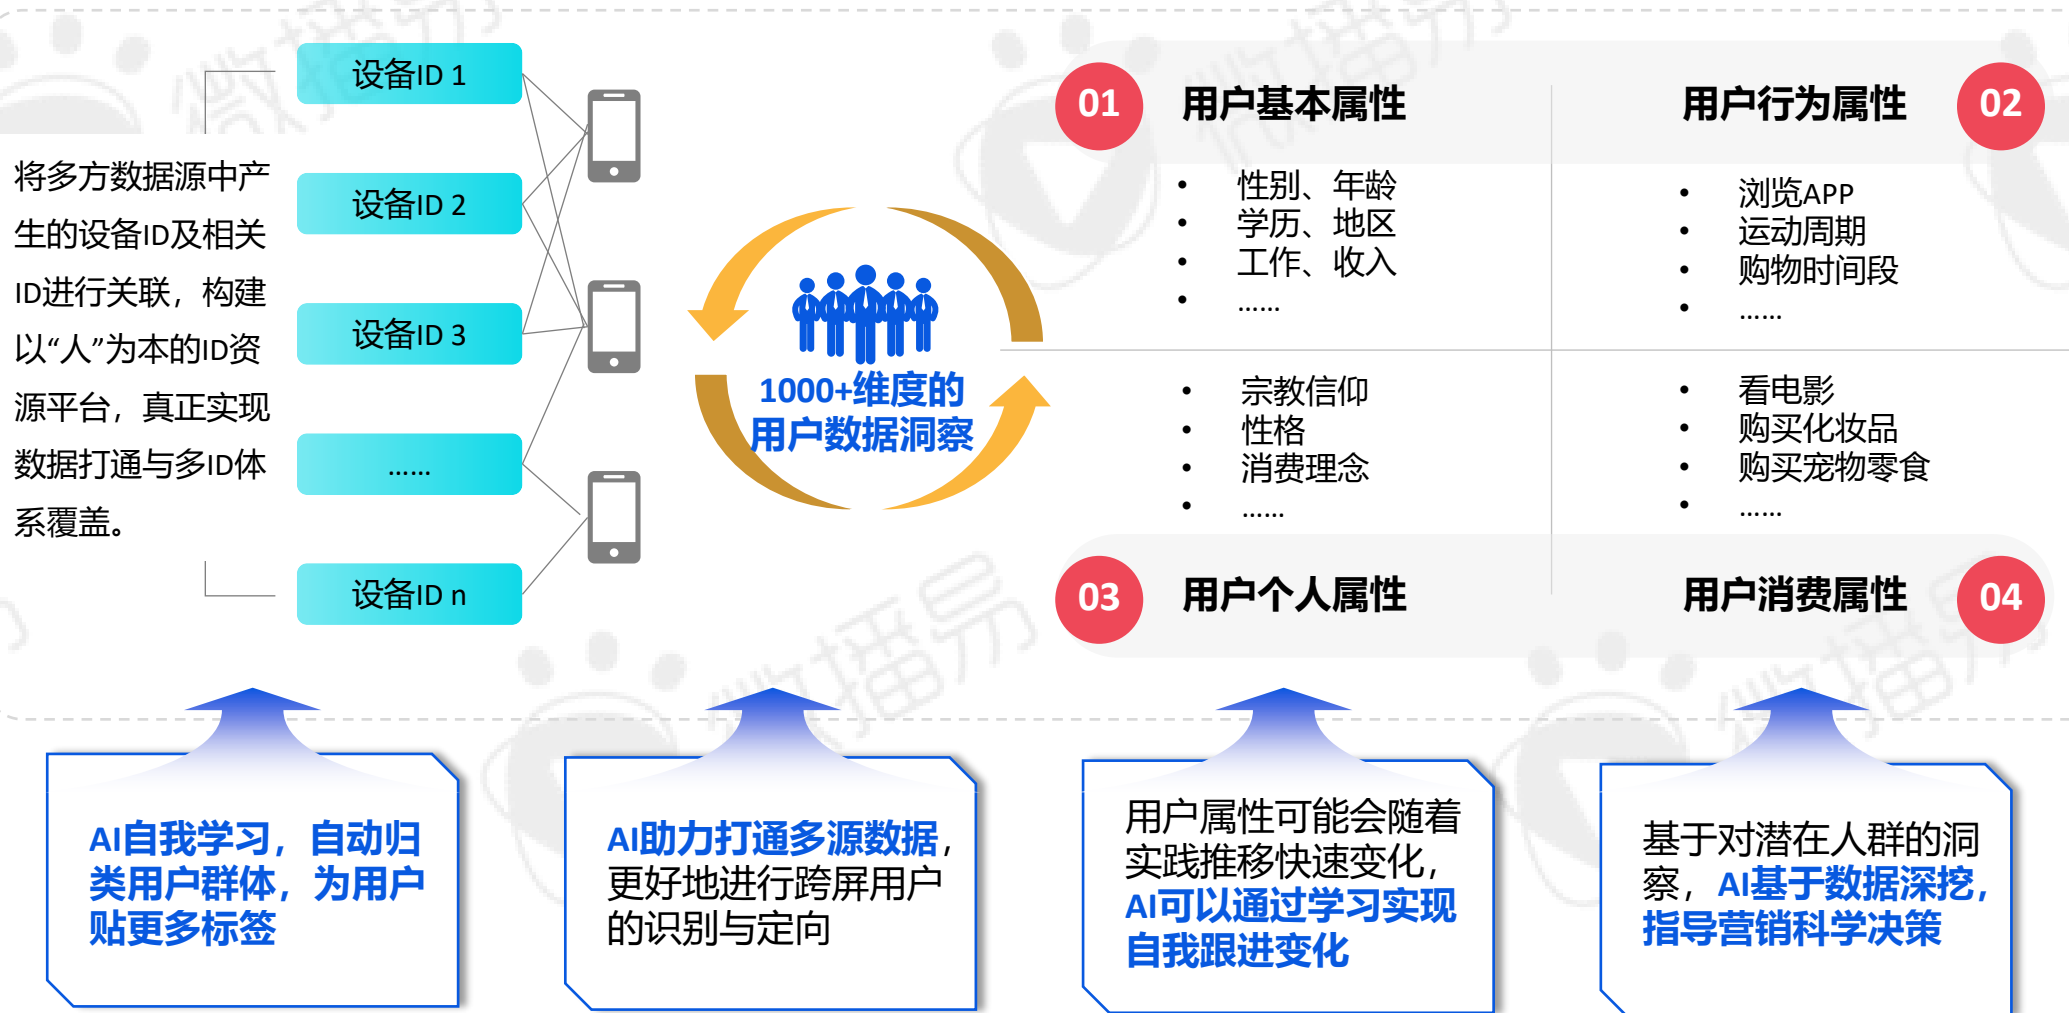 将多方数据源中产
生的设备ID及相关
ID进行关联，构建
以“人”为本的ID资
源平台，真正实现
数据打通与多ID体
系覆盖。
设备ID 1
设备ID 2
设备ID 3
……
设备ID n
1000+维度的
用户数据洞察
01
用户基本属性
• 性别、年龄
• 学历、地区
• 工作、收入
• ……
用户行为属性
02
• 浏览APP
• 运动周期
• 购物时间段
• ……
• 宗教信仰
• 性格
• 消费理念
• ……
03
用户个人属性
• 看电影
• 购买化妆品
• 购买宠物零食
• ……
用户消费属性
04
AI自我学习，自动归
类用户群体，为用户
贴更多标签
AI助力打通多源数据，
更好地进行跨屏用户
的识别与定向
用户属性可能会随着
实践推移快速变化，
AI可以通过学习实现
自我跟进变化
基于对潜在人群的洞
察，AI基于数据深挖，
指导营销科学决策
微播易
微播易
微播易
微播易